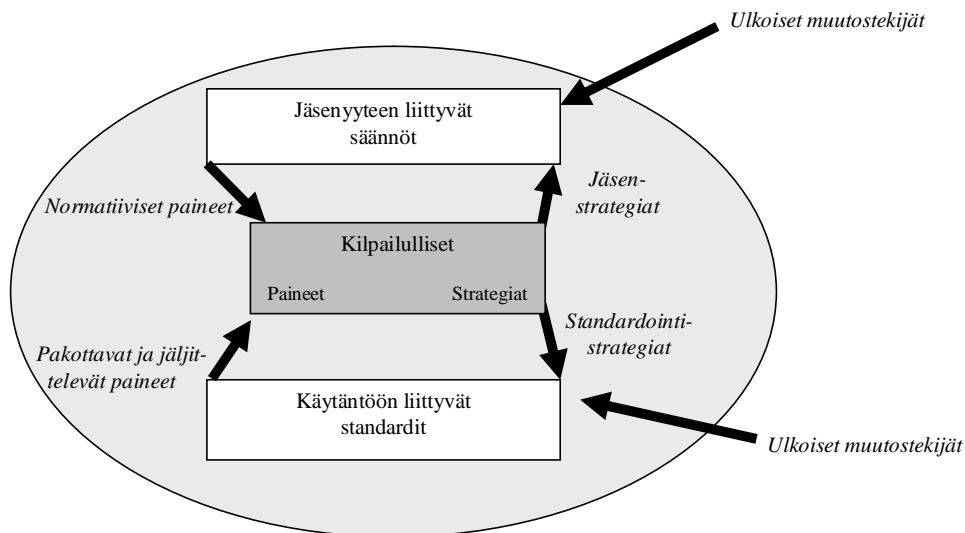 Ulkoiset muutostekijät
Jäsenyyteen liittyvät
säännöt
Jäsen-
strategiat
Normatiiviset paineet
Kilpailulliset
Paineet
Strategiat
Standardointi-
strategiat
Pakottavat ja jäljit-
televät paineet
Käytäntöön liittyvät
standardit
Ulkoiset muutostekijät